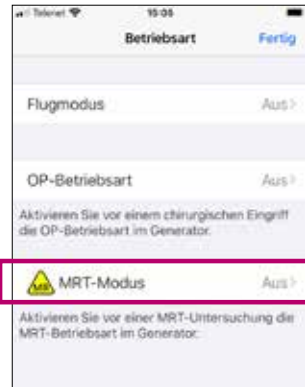 Telenet 15:05
Betriebsart Fertig
Flugmodus Aus
OP-Betriebsart Aus
Aktivieren Sie vor einem chirurgischen Eingriff
die OP-Betriebsart im Generator.
MR MRT-Modus Aus
Aktivieren Sie vor einer MRT-Untersuchung die
MRT-Betriebsart im Generator.